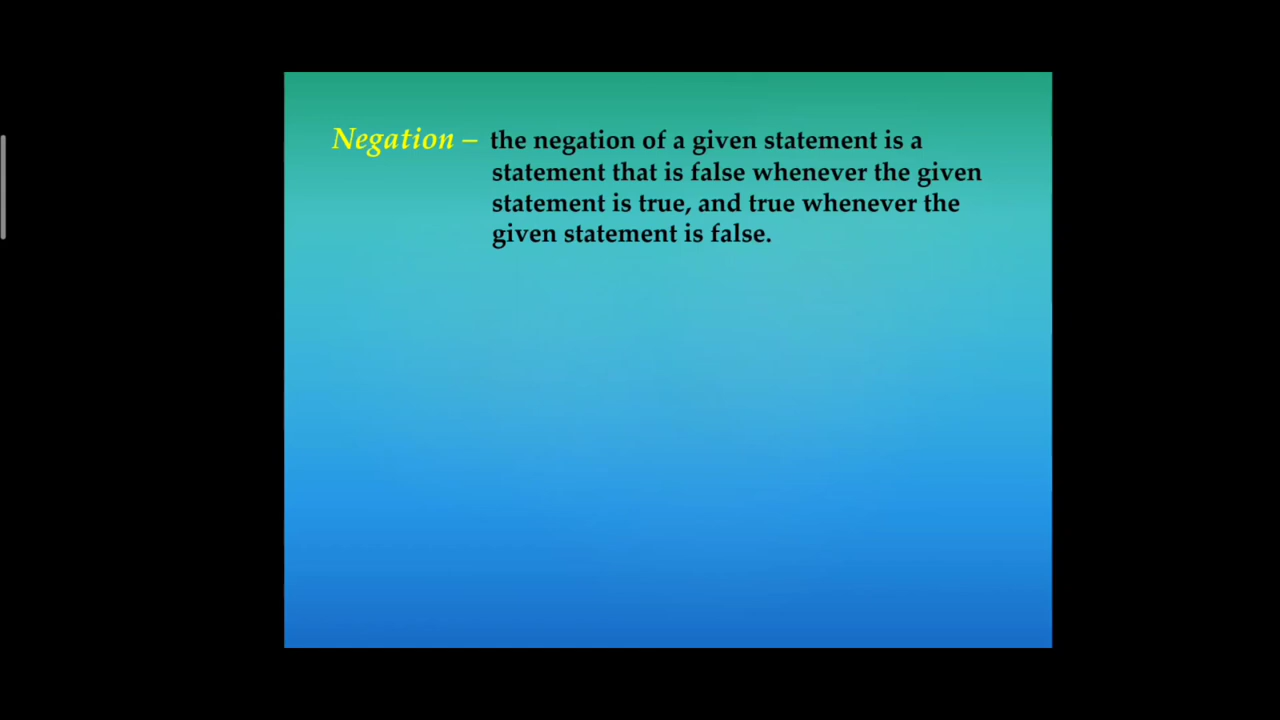 Negation – the negation of a given statement is a
statement that is false whenever the given
statement is true, and true whenever the
given statement is false.